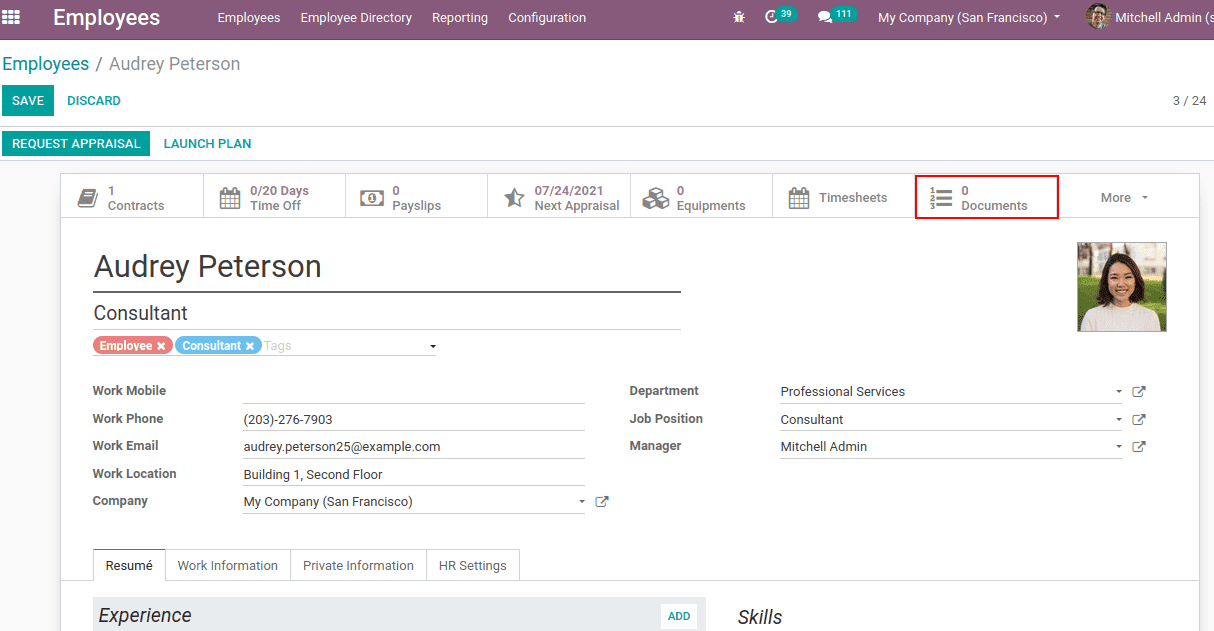 Employees Employees Employee Directory Reporting Configuration 39 111 My Company (San Francisco) Mitchell Admin (s
Employees / Audrey Peterson
SAVE DISCARD 3 / 24
REQUEST APPRAISAL LAUNCH PLAN
1
Contracts
0/20 Days
Time Off
0
Payslips
07/24/2021
Next Appraisal
0
Equipments
Timesheets
0
Documents
More
Audrey Peterson
Consultant
Employee × Consultant × Tags
Work Mobile
Work Phone (203)-276-7903
Work Email audrey.peterson25@example.com
Work Location Building 1, Second Floor
Company My Company (San Francisco)
Department Professional Services
Job Position Consultant
Manager Mitchell Admin
Resumé Work Information Private Information HR Settings
Experience ADD Skills